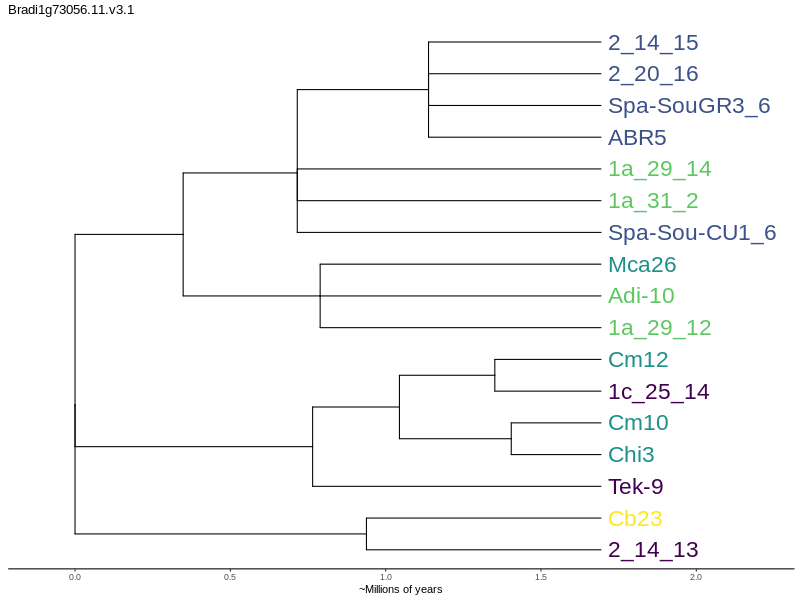 Bradi1g73056.11.v3.1
2_14_15
2_20_16
Spa-SouGR3_6
ABR5
1a_29_14
1a_31_2
Spa-Sou-CU1_6
Mca26
Adi-10
1a_29_12
Cm12
1c_25_14
Cm10
Chi3
Tek-9
Cb23
2_14_13
0.0 0.5 1.0 1.5 2.0
~Millions of years